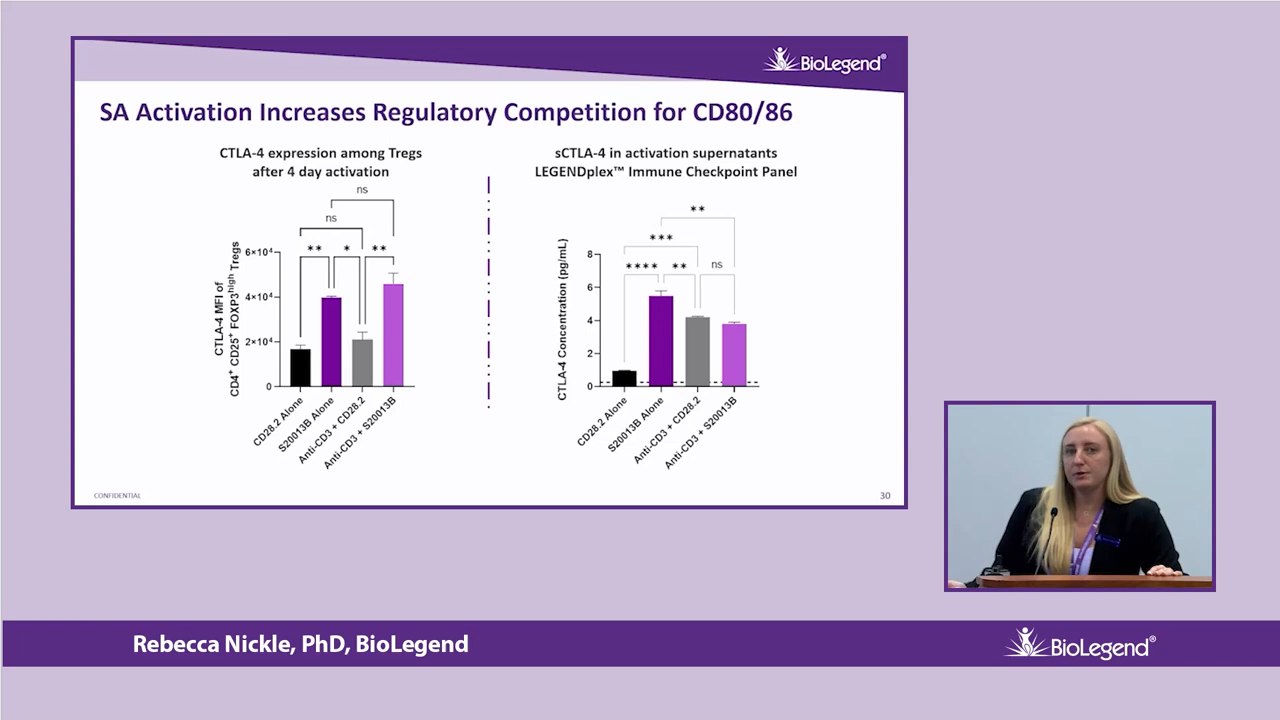 BioLegend®
SA Activation Increases Regulatory Competition for CD80/86
CTLA-4 expression among Tregs
after 4 day activation
ns
ns
** * **
CTLA-4 MFI of
CD4⁺ CD25⁺ FOXP3ʰⁱᵍʰ Tregs
6×10⁴
4×10⁴
2×10⁴
0
CD28.2 Alone
S20013B Alone
Anti-CD3 + CD28.2
Anti-CD3 + S20013B
sCTLA-4 in activation supernatants
LEGENDplex™ Immune Checkpoint Panel
**
***
**** ** ns
CTLA-4 Concentration (pg/mL)
8
6
4
2
0
CD28.2 Alone
S20013B Alone
Anti-CD3 + CD28.2
Anti-CD3 + S20013B
CONFIDENTIAL
30
Rebecca Nickle, PhD, BioLegend
BioLegend®